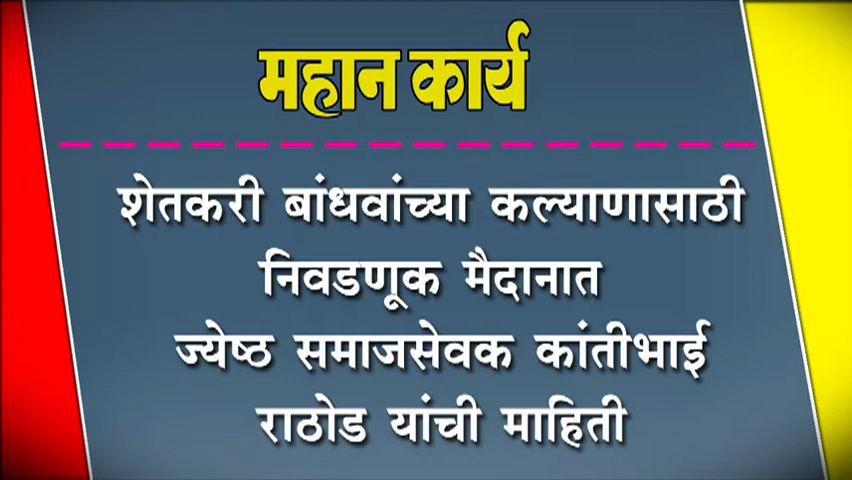 महान कार्य
शेतकरी बांधवांच्या कल्याणासाठी
निवडणूक मैदानात
ज्येष्ठ समाजसेवक कांतीभाई
राठोड यांची माहिती